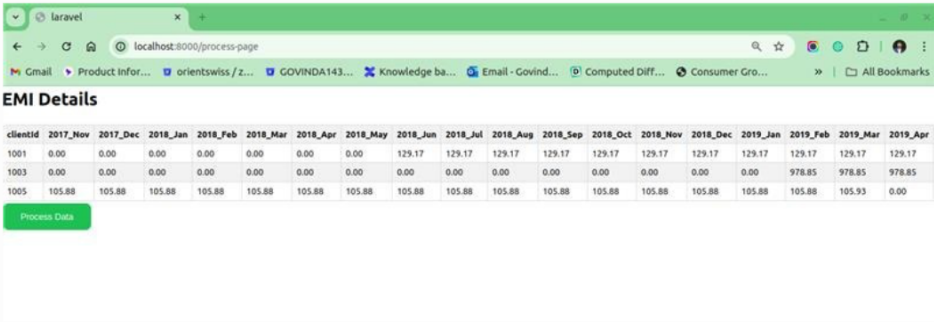 laravel
localhost:8000/process-page
Gmail Product Infor... orientswiss / z... GOVINDA143... Knowledge ba... Email - Govind... Computed Diff... Consumer Gro... » All Bookmarks
EMI Details
clientId 2017_Nov 2017_Dec 2018_Jan 2018_Feb 2018_Mar 2018_Apr 2018_May 2018_Jun 2018_Jul 2018_Aug 2018_Sep 2018_Oct 2018_Nov 2018_Dec 2019_Jan 2019_Feb 2019_Mar 2019_Apr
1001 0.00 0.00 0.00 0.00 0.00 0.00 0.00 129.17 129.17 129.17 129.17 129.17 129.17 129.17 129.17 129.17 129.17 129.17
1003 0.00 0.00 0.00 0.00 0.00 0.00 0.00 0.00 0.00 0.00 0.00 0.00 0.00 0.00 0.00 978.85 978.85 978.85
1005 105.88 105.88 105.88 105.88 105.88 105.88 105.88 105.88 105.88 105.88 105.88 105.88 105.88 105.88 105.88 105.88 105.93 0.00
Process Data